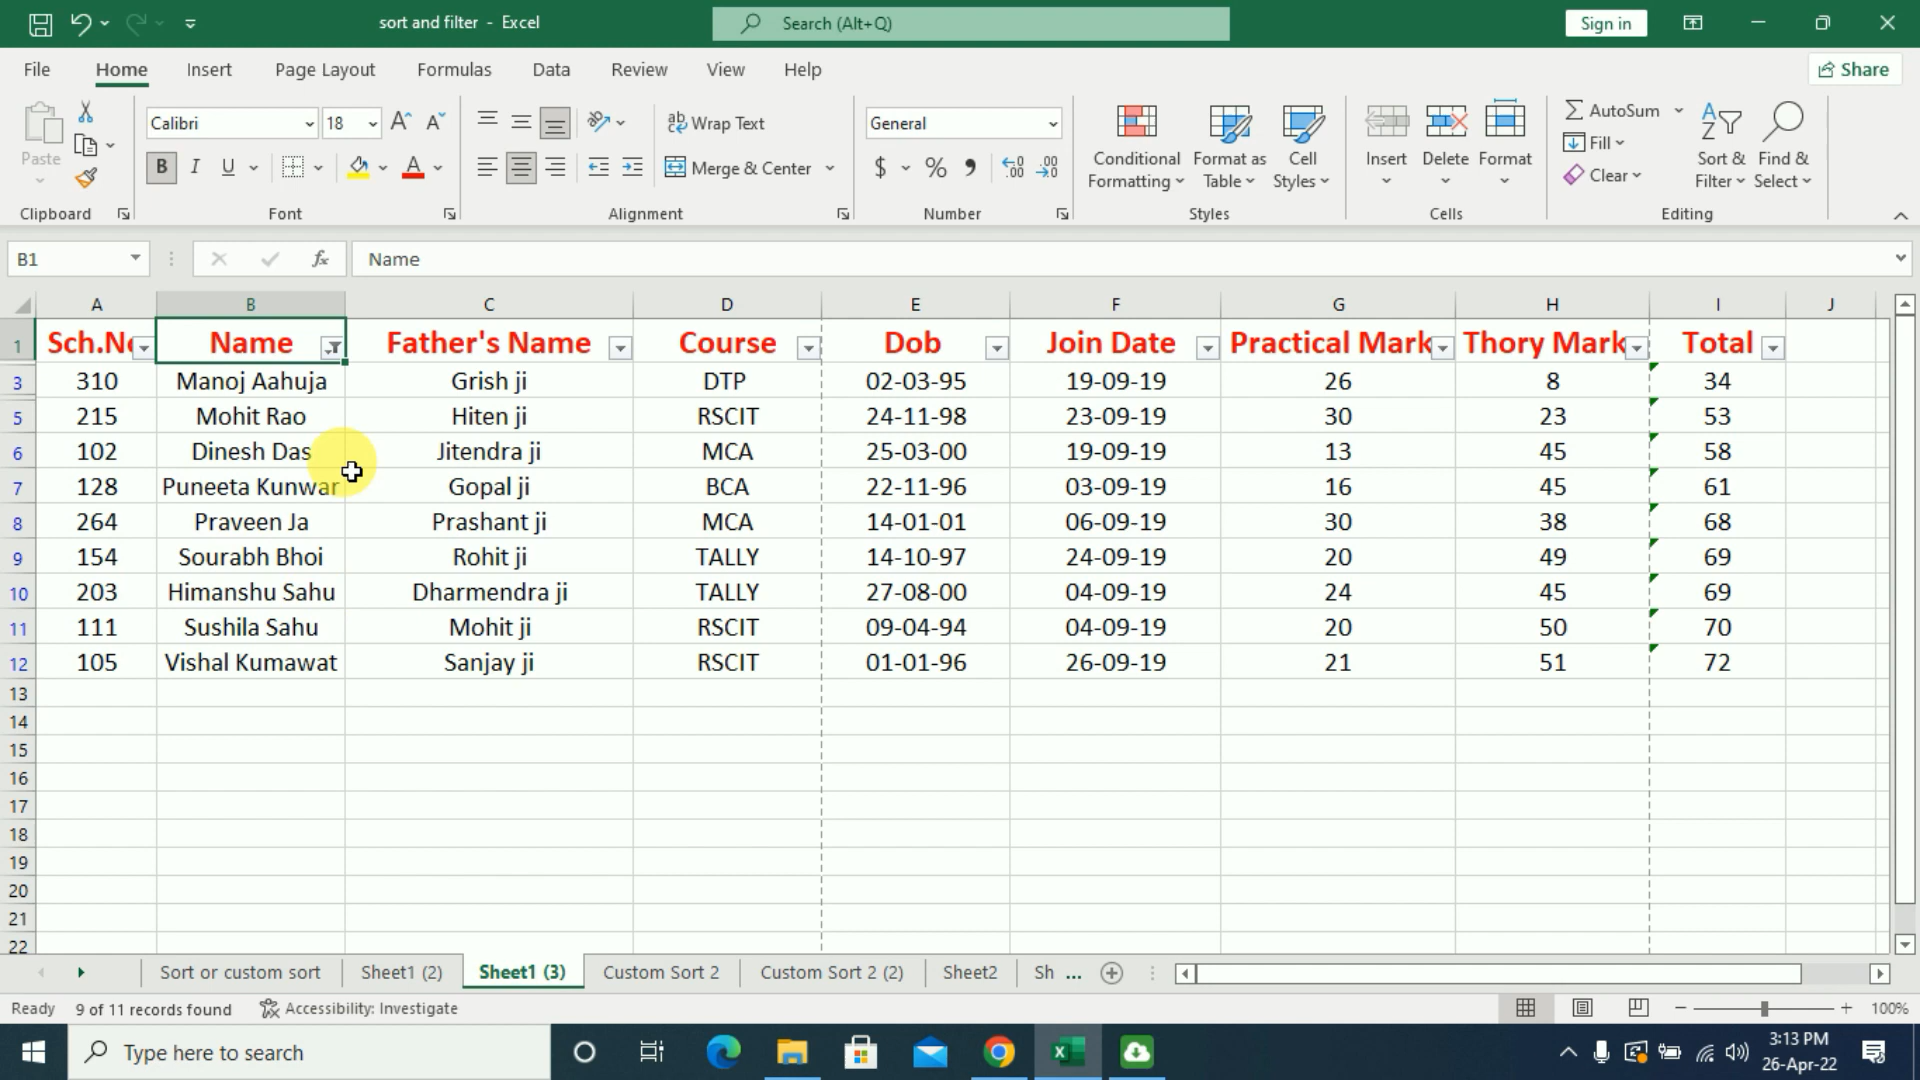 sort and filter - Excel
Search (Alt+Q)
Sign in
File Home Insert Page Layout Formulas Data Review View Help
Share
Paste
Clipboard
Calibri 18
B I U
Font
Wrap Text
Merge & Center
Alignment
General
$ % 
Number
Conditional Formatting
Format as Table
Cell Styles
Styles
Insert
Delete
Format
Cells
AutoSum
Fill
Clear
Sort & Filter
Find & Select
Editing
B1 fx Name
A B C D E F G H I J
1 Sch.No Name Father's Name Course Dob Join Date Practical Mark Thory Mark Total
3 310 Manoj Aahuja Grish ji DTP 02-03-95 19-09-19 26 8 34
5 215 Mohit Rao Hiten ji RSCIT 24-11-98 23-09-19 30 23 53
6 102 Dinesh Das Jitendra ji MCA 25-03-00 19-09-19 13 45 58
7 128 Puneeta Kunwar Gopal ji BCA 22-11-96 03-09-19 16 45 61
8 264 Praveen Ja Prashant ji MCA 14-01-01 06-09-19 30 38 68
9 154 Sourabh Bhoi Rohit ji TALLY 14-10-97 24-09-19 20 49 69
10 203 Himanshu Sahu Dharmendra ji TALLY 27-08-00 04-09-19 24 45 69
11 111 Sushila Sahu Mohit ji RSCIT 09-04-94 04-09-19 20 50 70
12 105 Vishal Kumawat Sanjay ji RSCIT 01-01-96 26-09-19 21 51 72
13
14
15
16
17
18
19
20
21
22
Sort or custom sort Sheet1 (2) Sheet1 (3) Custom Sort 2 Custom Sort 2 (2) Sheet2 Sh ...
Ready 9 of 11 records found Accessibility: Investigate 100%
Type here to search
3:13 PM
26-Apr-22